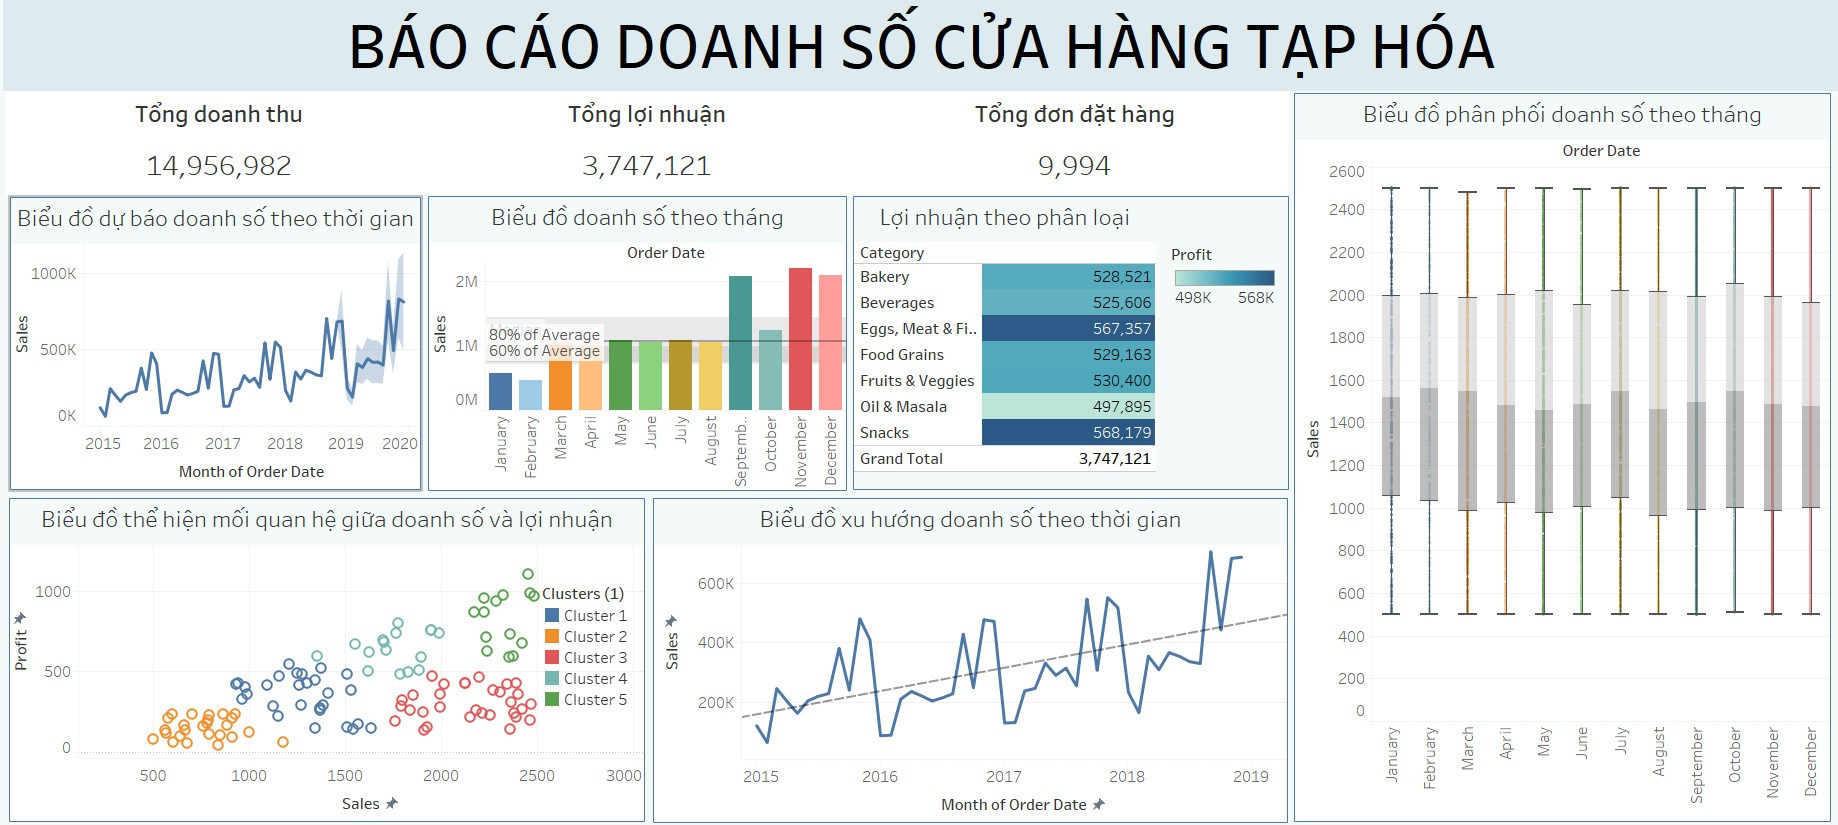 BÁO CÁO DOANH SỐ CỬA HÀNG TẠP HÓA
Tổng doanh thu
14,956,982
Tổng lợi nhuận
3,747,121
Tổng đơn đặt hàng
9,994
Biểu đồ dự báo doanh số theo thời gian
Sales
1000K
500K
0K
2015 2016 2017 2018 2019 2020
Month of Order Date
Biểu đồ doanh số theo tháng
Order Date
Sales
2M
1M
0M
Median
80% of Average
60% of Average
January February March April May June July August Septemb.. October November December
Lợi nhuận theo phân loại
Category
Bakery 528,521
Beverages 525,606
Eggs, Meat & Fi.. 567,357
Food Grains 529,163
Fruits & Veggies 530,400
Oil & Masala 497,895
Snacks 568,179
Grand Total 3,747,121
Profit
498K 568K
Biểu đồ thể hiện mối quan hệ giữa doanh số và lợi nhuận
Profit
1000
500
0
500 1000 1500 2000 2500 3000
Sales
Clusters (1)
Cluster 1
Cluster 2
Cluster 3
Cluster 4
Cluster 5
Biểu đồ xu hướng doanh số theo thời gian
Sales
600K
400K
200K
2015 2016 2017 2018 2019
Month of Order Date
Biểu đồ phân phối doanh số theo tháng
Order Date
Sales
2600
2400
2200
2000
1800
1600
1400
1200
1000
800
600
400
200
0
January February March April May June July August September October November December